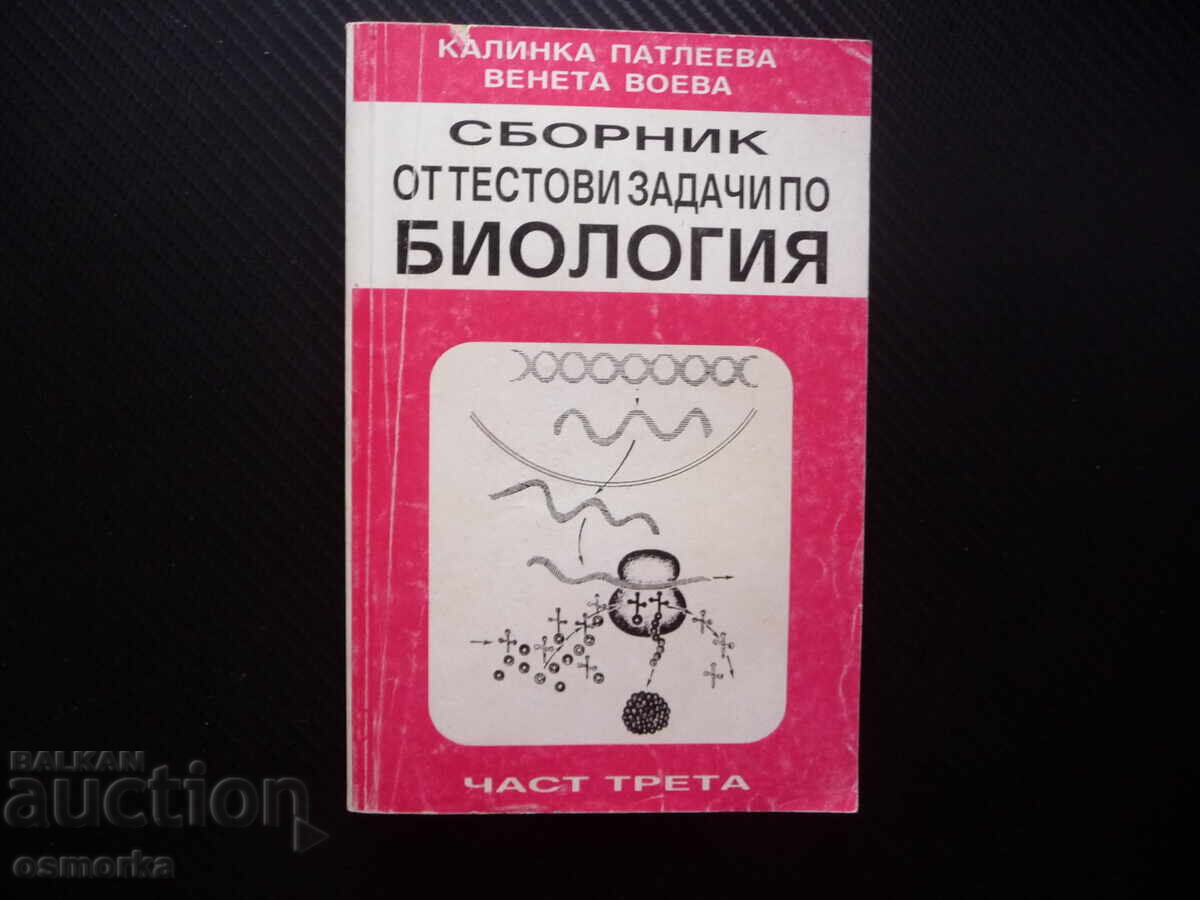 КАЛИНКА ПАТЛЕЕВА
ВЕНЕТА ВОЕВА
СБОРНИК
ОТ ТЕСТОВИ ЗАДАЧИ ПО
БИОЛОГИЯ
ЧАСТ ТРЕТА
BALKAN
auction
osmorka